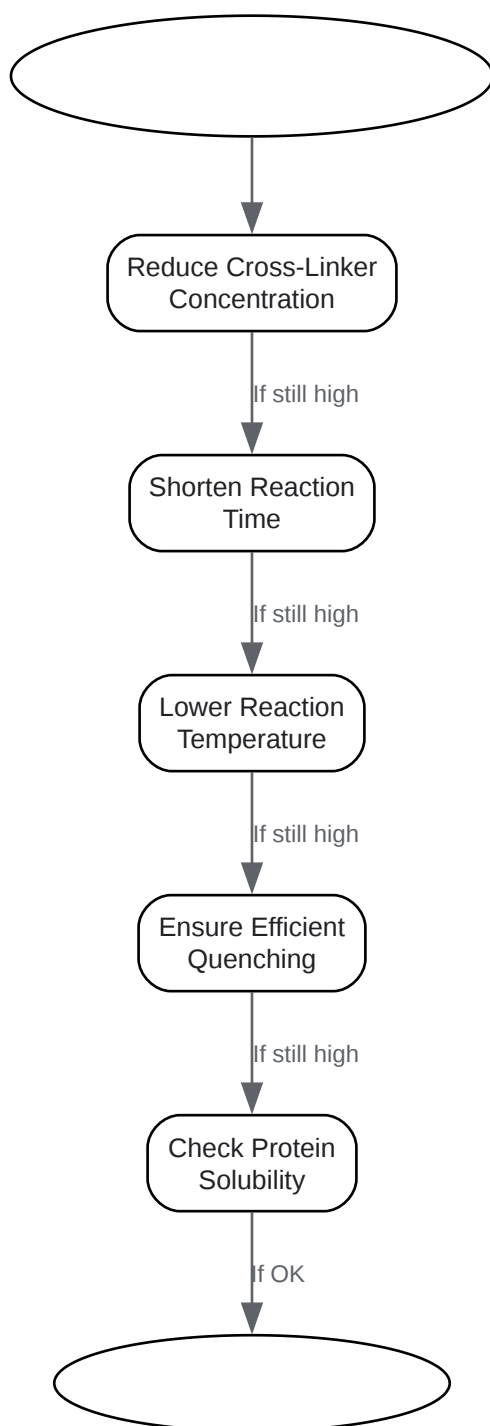 Reduce Cross-Linker
Concentration
If still high
Shorten Reaction
Time
If still high
Lower Reaction
Temperature
If still high
Ensure Efficient
Quenching
If still high
Check Protein
Solubility
If OK